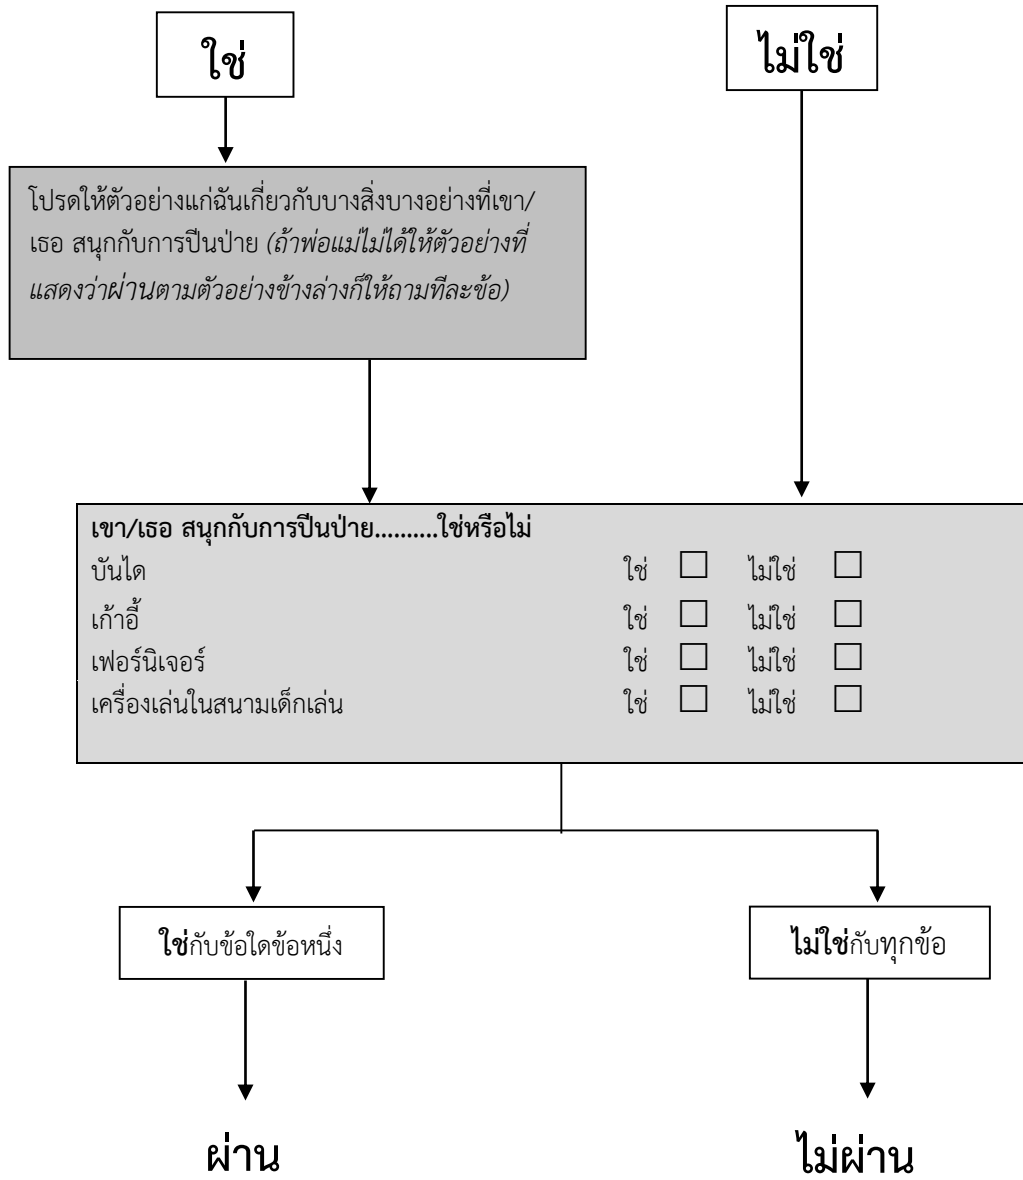 ใช่
ไม่ใช่
โปรดให้ตัวอย่างแก่ฉันเกี่ยวกับบางสิ่งบางอย่างที่เขา/
เธอ สนุกกับการปีนป่าย (ถ้าพ่อแม่ไม่ได้ให้ตัวอย่างที่
แสดงว่าผ่านตามตัวอย่างข้างล่างก็ให้ถามทีละข้อ)
เขา/เธอ สนุกกับการปีนป่าย..........ใช่หรือไม่
บันได ใช่ ☐ ไม่ใช่ ☐
เก้าอี้ ใช่ ☐ ไม่ใช่ ☐
เฟอร์นิเจอร์ ใช่ ☐ ไม่ใช่ ☐
เครื่องเล่นในสนามเด็กเล่น ใช่ ☐ ไม่ใช่ ☐
ใช่กับข้อใดข้อหนึ่ง
ไม่ใช่กับทุกข้อ
ผ่าน
ไม่ผ่าน